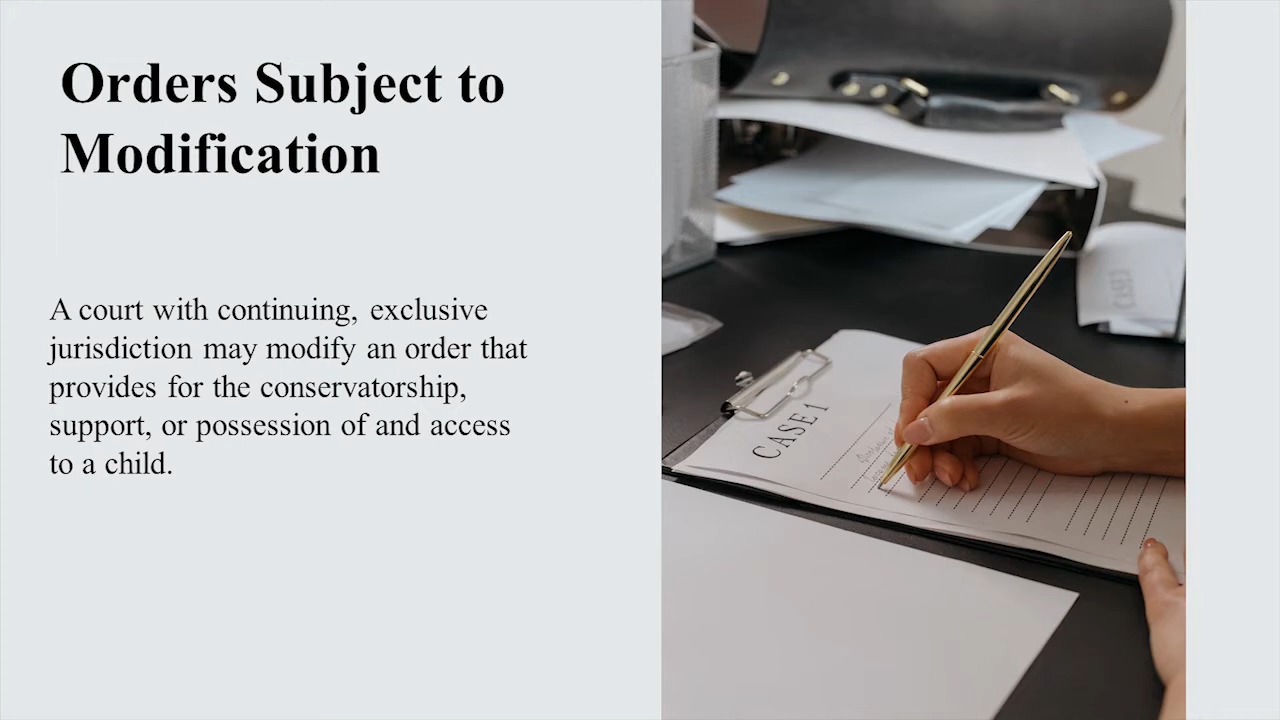 Orders Subject to
Modification
A court with continuing, exclusive
jurisdiction may modify an order that
provides for the conservatorship,
support, or possession of and access
to a child.
CASE 1